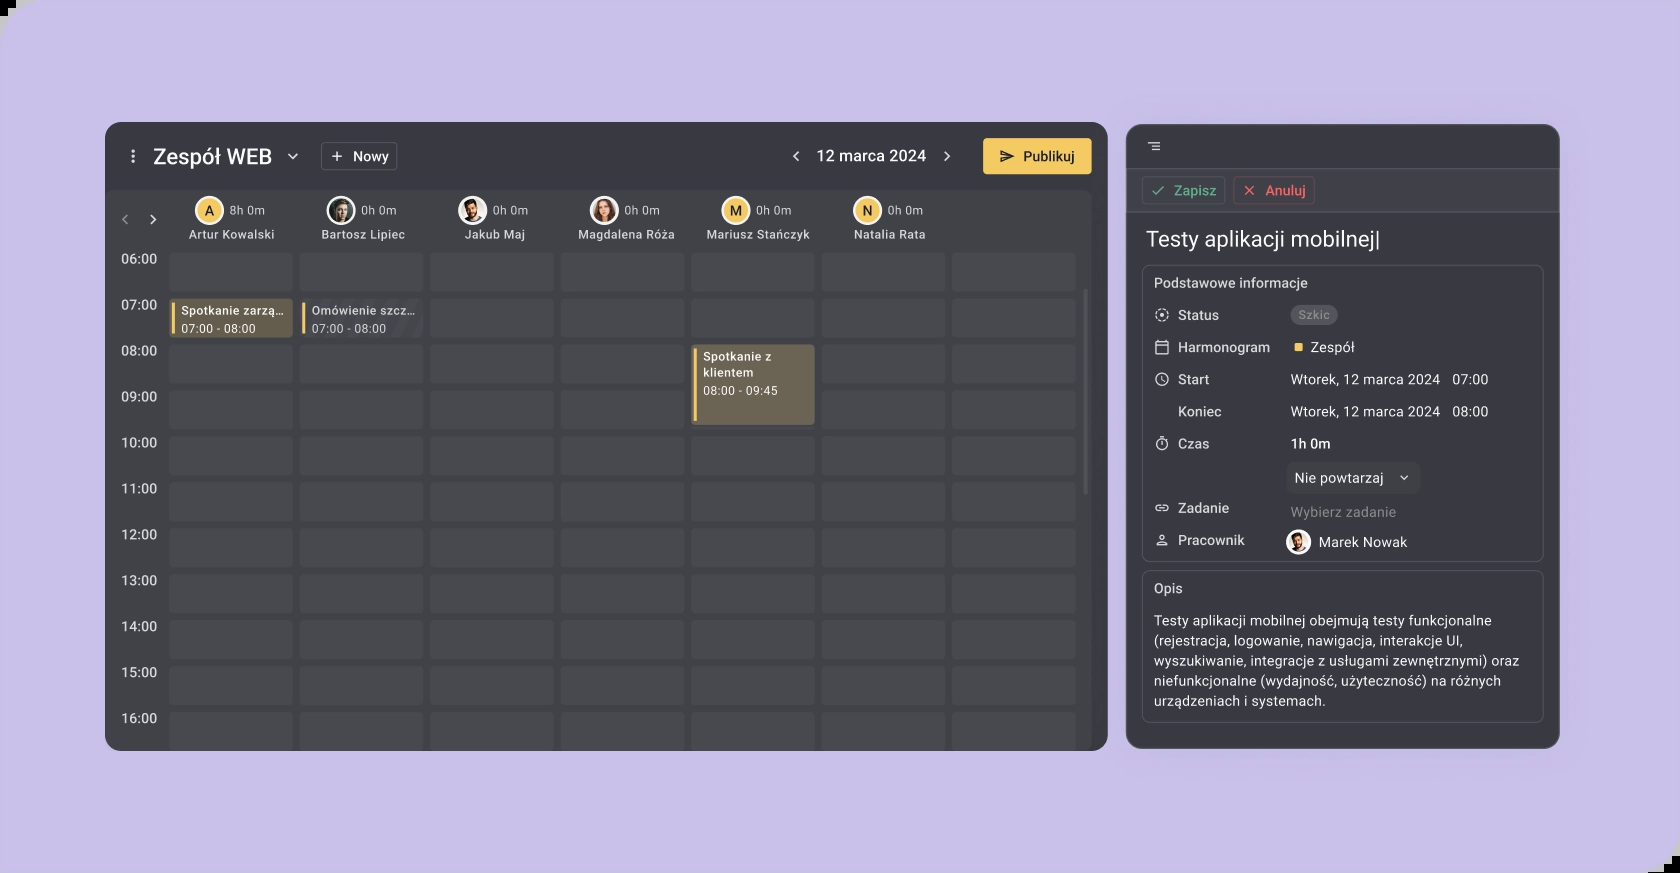 Zespół WEB
+ Nowy
12 marca 2024
Publikuj
A 8h 0m
0h 0m
0h 0m
0h 0m
M 0h 0m
N 0h 0m
Artur Kowalski
Bartosz Lipiec
Jakub Maj
Magdalena Róża
Mariusz Stańczyk
Natalia Rata
06:00
07:00
Spotkanie zarzą...
07:00 - 08:00
Omówienie szcz...
07:00 - 08:00
08:00
Spotkanie z
klientem
08:00 - 09:45
09:00
10:00
11:00
12:00
13:00
14:00
15:00
16:00
Zapisz
Anuluj
Testy aplikacji mobilnej
Podstawowe informacje
Status Szkic
Harmonogram Zespół
Start Wtorek, 12 marca 2024 07:00
Koniec Wtorek, 12 marca 2024 08:00
Czas 1h 0m
Nie powtarzaj
Zadanie Wybierz zadanie
Pracownik Marek Nowak
Opis
Testy aplikacji mobilnej obejmują testy funkcjonalne
(rejestracja, logowanie, nawigacja, interakcje UI,
wyszukiwanie, integracje z usługami zewnętrznymi) oraz
niefunkcjonalne (wydajność, użyteczność) na różnych
urządzeniach i systemach.